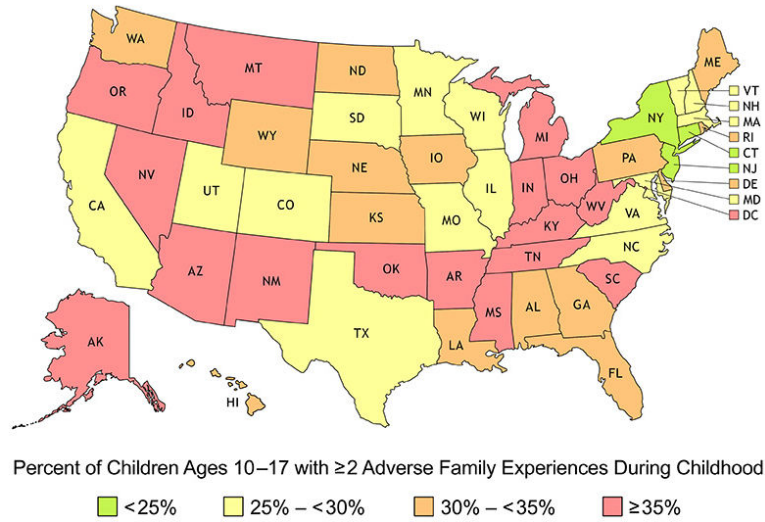 WA
MT
ND
MN
ME
OR
ID
SD
WI
MI
NY
VT
NH
MA
RI
CT
NJ
DE
MD
DC
WY
IO
PA
NE
NV
UT
CO
IL
IN
OH
WV
VA
CA
KS
MO
KY
NC
TN
AZ
NM
OK
AR
SC
MS
AL
GA
TX
LA
FL
AK
HI
Percent of Children Ages 10–17 with ≥2 Adverse Family Experiences During Childhood
<25% 25% – <30% 30% – <35% ≥35%